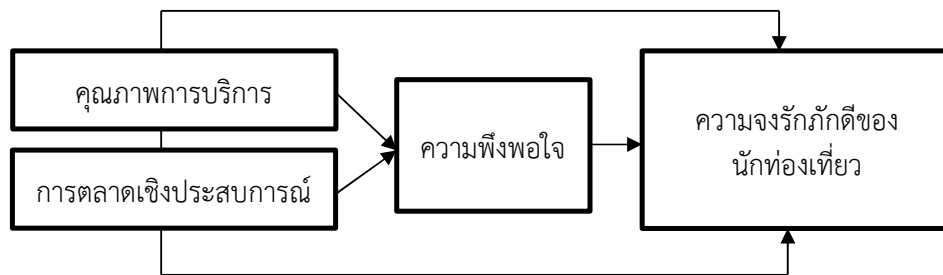 คุณภาพการบริการ
การตลาดเชิงประสบการณ์
ความพึงพอใจ
ความจงรักภักดีของ
นักท่องเที่ยว